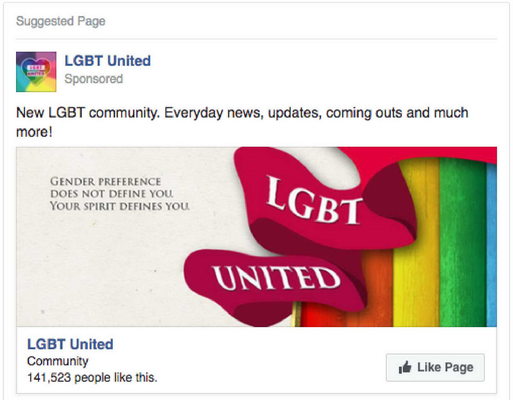 Suggested Page
LGBT United
Sponsored
New LGBT community. Everyday news, updates, coming outs and much
more!
GENDER PREFERENCE
DOES NOT DEFINE YOU.
YOUR SPIRIT DEFINES YOU.
LGBT
UNITED
LGBT United
Community
141,523 people like this.
Like Page